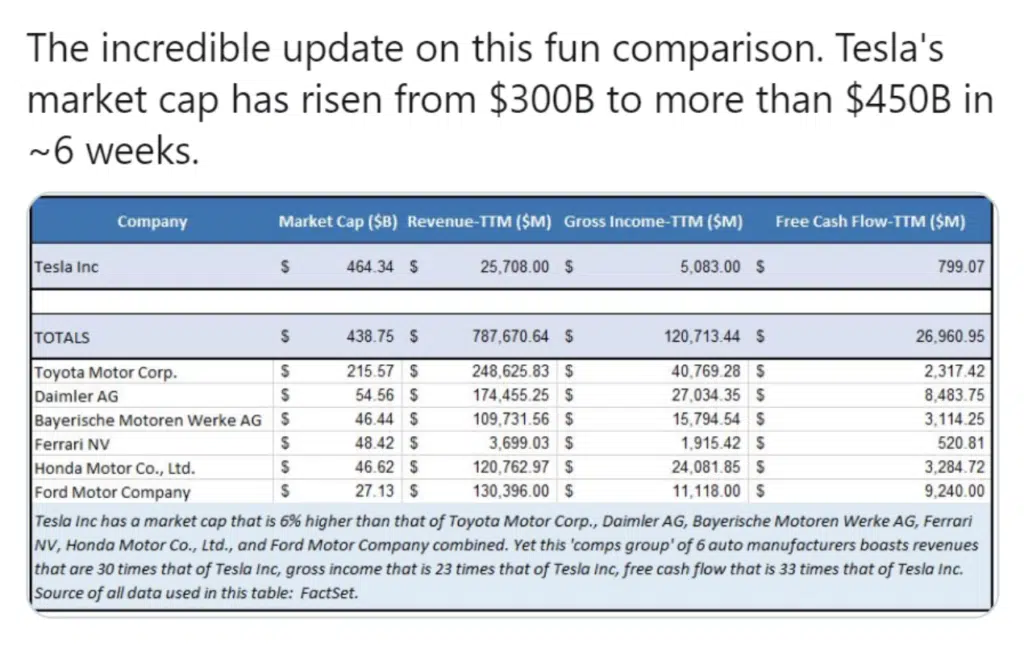 The incredible update on this fun comparison. Tesla's
market cap has risen from $300B to more than $450B in
~6 weeks.
Company Market Cap ($B) Revenue-TTM ($M) Gross Income-TTM ($M) Free Cash Flow-TTM ($M)
Tesla Inc $ 464.34 $ 25,708.00 $ 5,083.00 $ 799.07
TOTALS $ 438.75 $ 787,670.64 $ 120,713.44 $ 26,960.95
Toyota Motor Corp. $ 215.57 $ 248,625.83 $ 40,769.28 $ 2,317.42
Daimler AG $ 54.56 $ 174,455.25 $ 27,034.35 $ 8,483.75
Bayerische Motoren Werke AG $ 46.44 $ 109,731.56 $ 15,794.54 $ 3,114.25
Ferrari NV $ 48.42 $ 3,699.03 $ 1,915.42 $ 520.81
Honda Motor Co., Ltd. $ 46.62 $ 120,762.97 $ 24,081.85 $ 3,284.72
Ford Motor Company $ 27.13 $ 130,396.00 $ 11,118.00 $ 9,240.00
Tesla Inc has a market cap that is 6% higher than that of Toyota Motor Corp., Daimler AG, Bayerische Motoren Werke AG, Ferrari
NV, Honda Motor Co., Ltd., and Ford Motor Company combined. Yet this 'comps group' of 6 auto manufacturers boasts revenues
that are 30 times that of Tesla Inc, gross income that is 23 times that of Tesla Inc, free cash flow that is 33 times that of Tesla Inc.
Source of all data used in this table: FactSet.